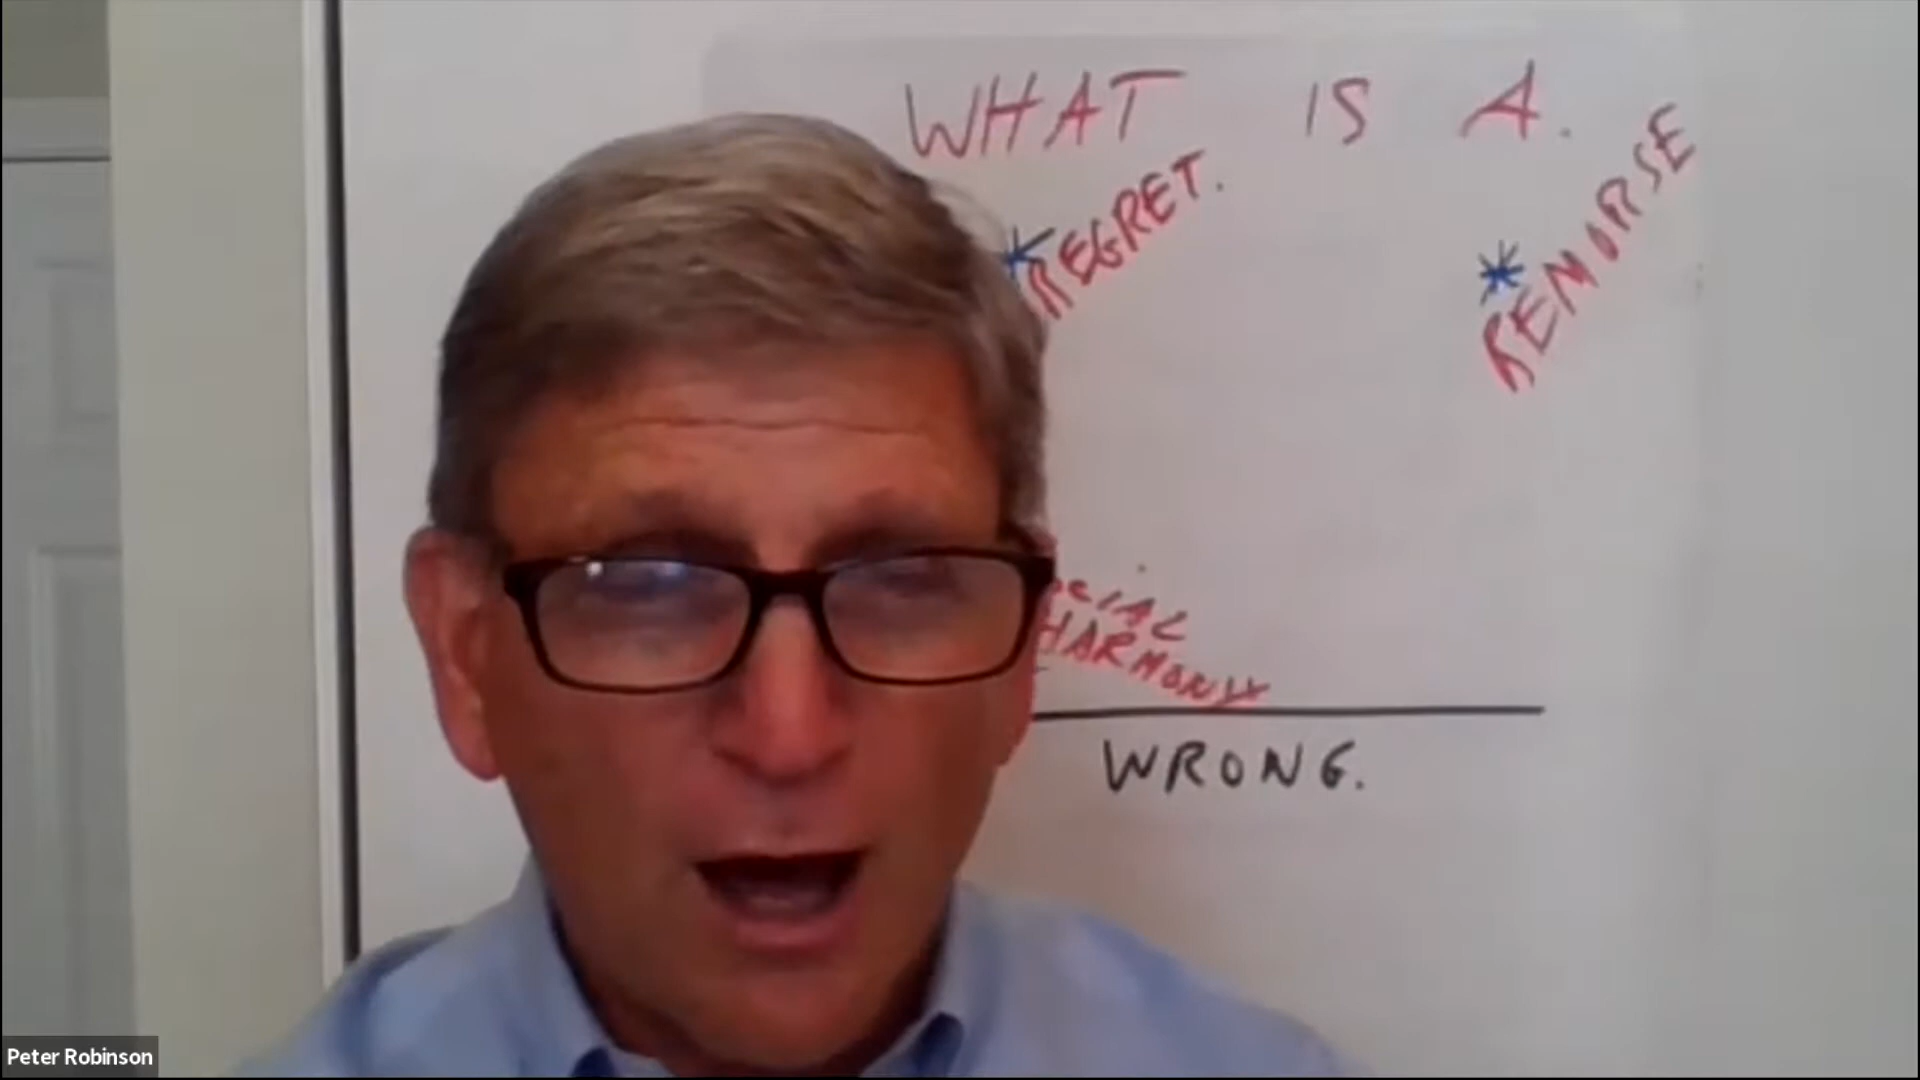 WHAT IS A.
* REGRET.
* REMORSE
HARMONY
WRONG.
Peter Robinson